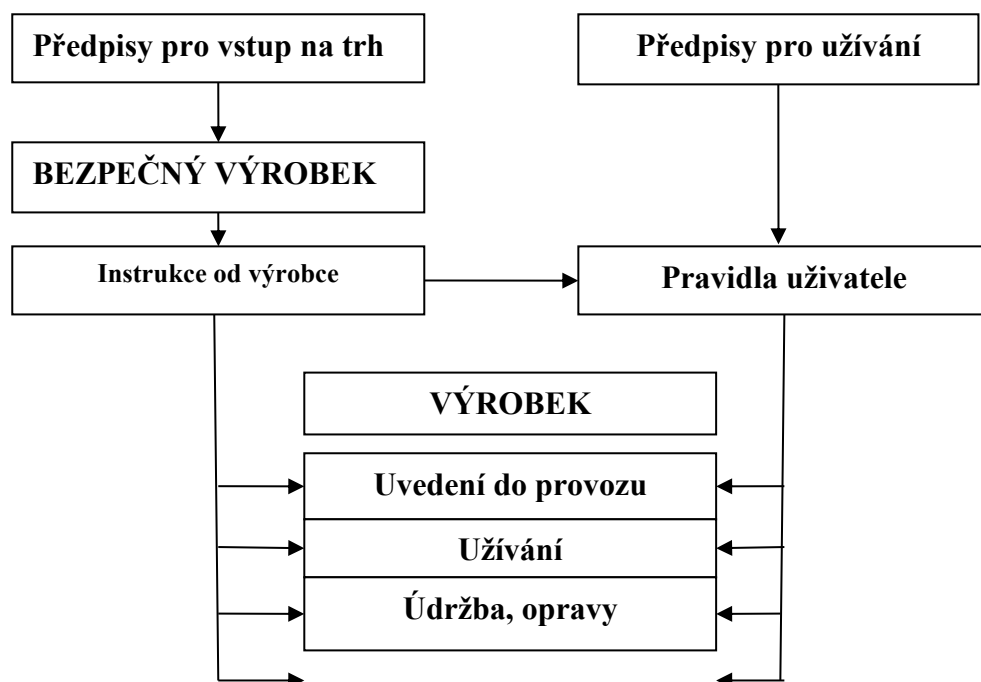 Předpisy pro vstup na trh
Předpisy pro užívání
BEZPEČNÝ VÝROBEK
Instrukce od výrobce
Pravidla uživatele
VÝROBEK
Uvedení do provozu
Užívání
Údržba, opravy